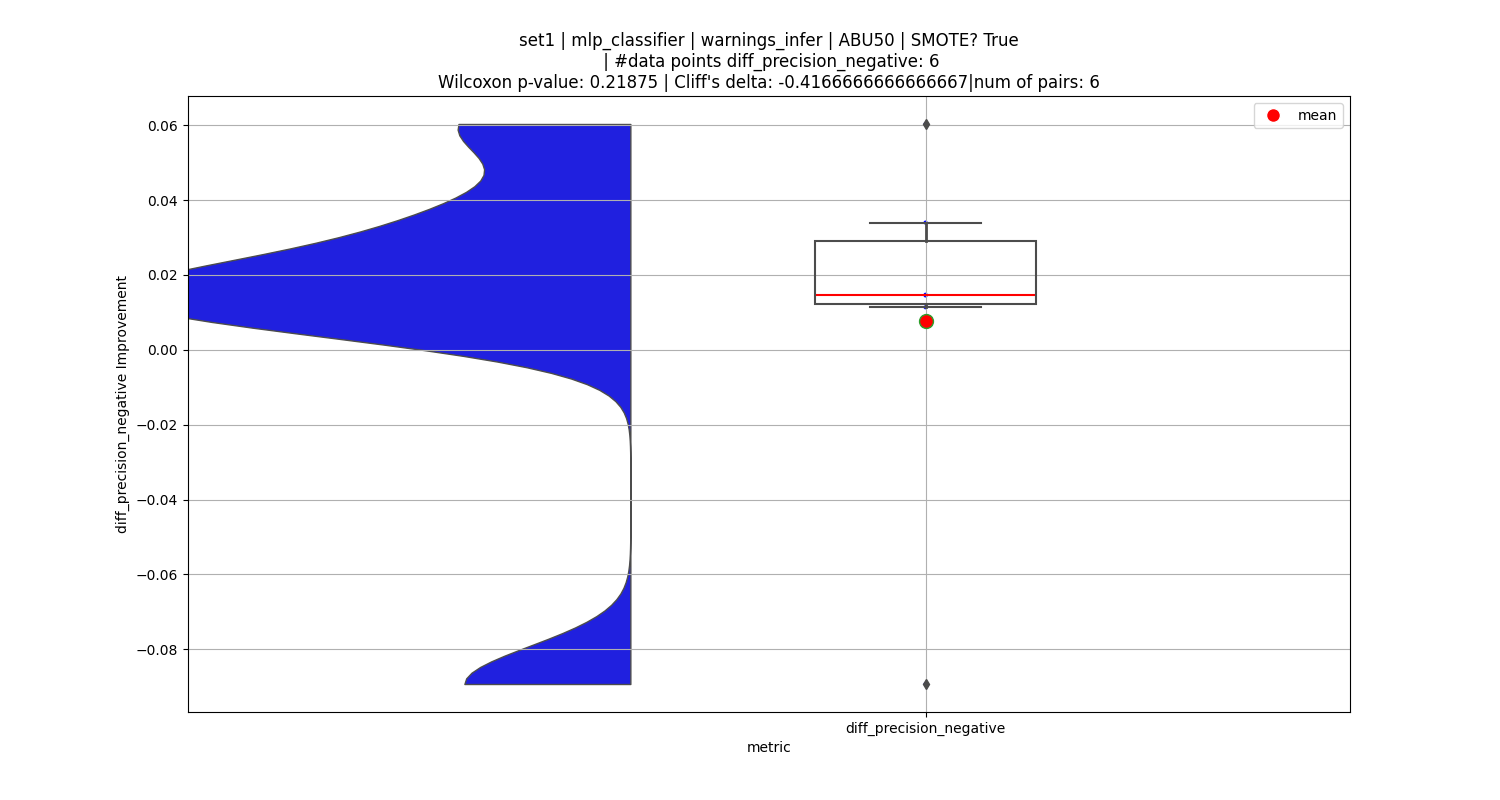 set1 | mlp_classifier | warnings_infer | ABU50 | SMOTE? True
| #data points diff_precision_negative: 6
Wilcoxon p-value: 0.21875 | Cliff's delta: -0.4166666666666667|num of pairs: 6
mean
0.06
0.04
0.02
0.00
−0.02
−0.04
−0.06
−0.08
diff_precision_negative Improvement
diff_precision_negative
metric